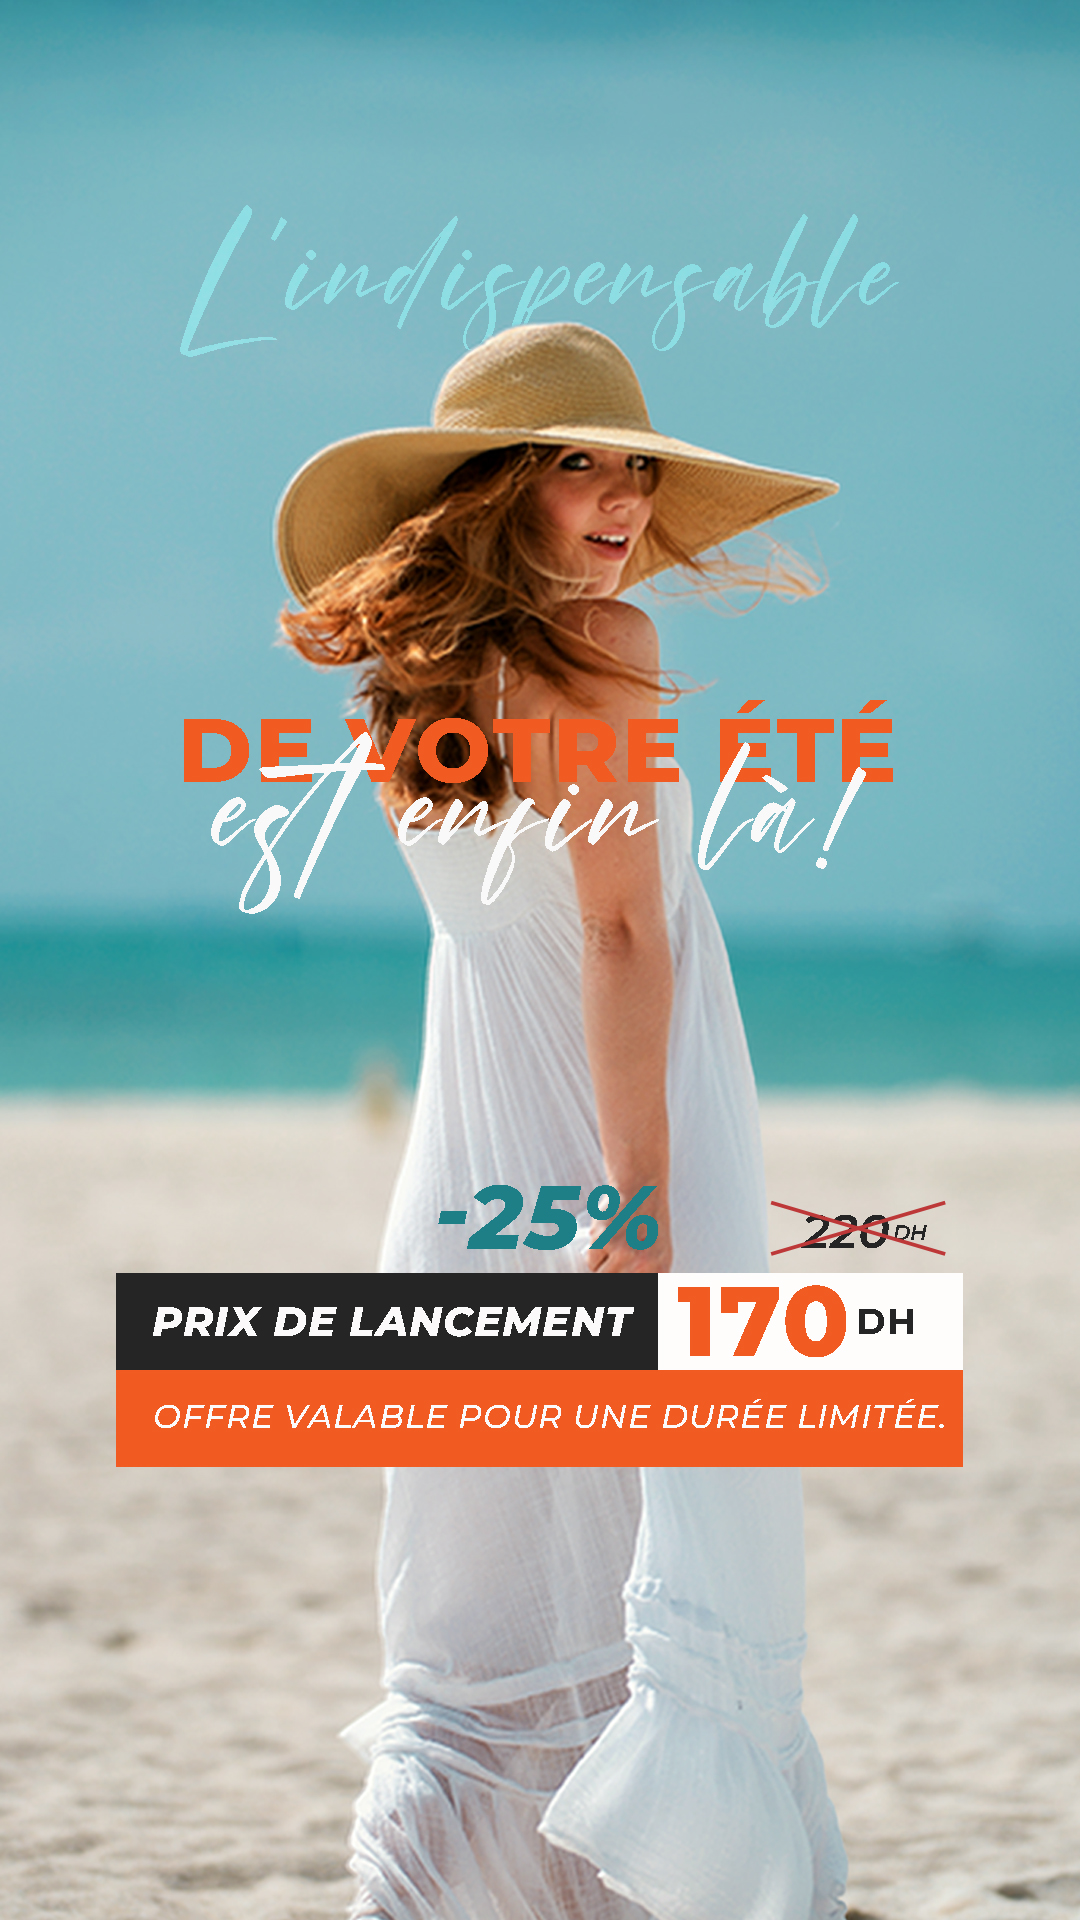 L'indispensable
DE VOTRE ÉTÉ
est enfin là!
-25%
220 DH
PRIX DE LANCEMENT 170 DH
OFFRE VALABLE POUR UNE DURÉE LIMITÉE.